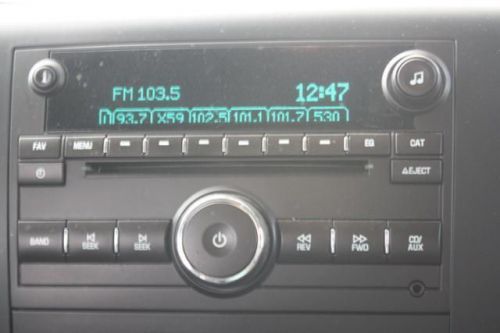 FM 103.5 12:47
1 93.7 X59 102.5 101.1 101.7 530
FAV MENU EQ CAT
EJECT
BAND SEEK SEEK REV FWD CD/
AUX